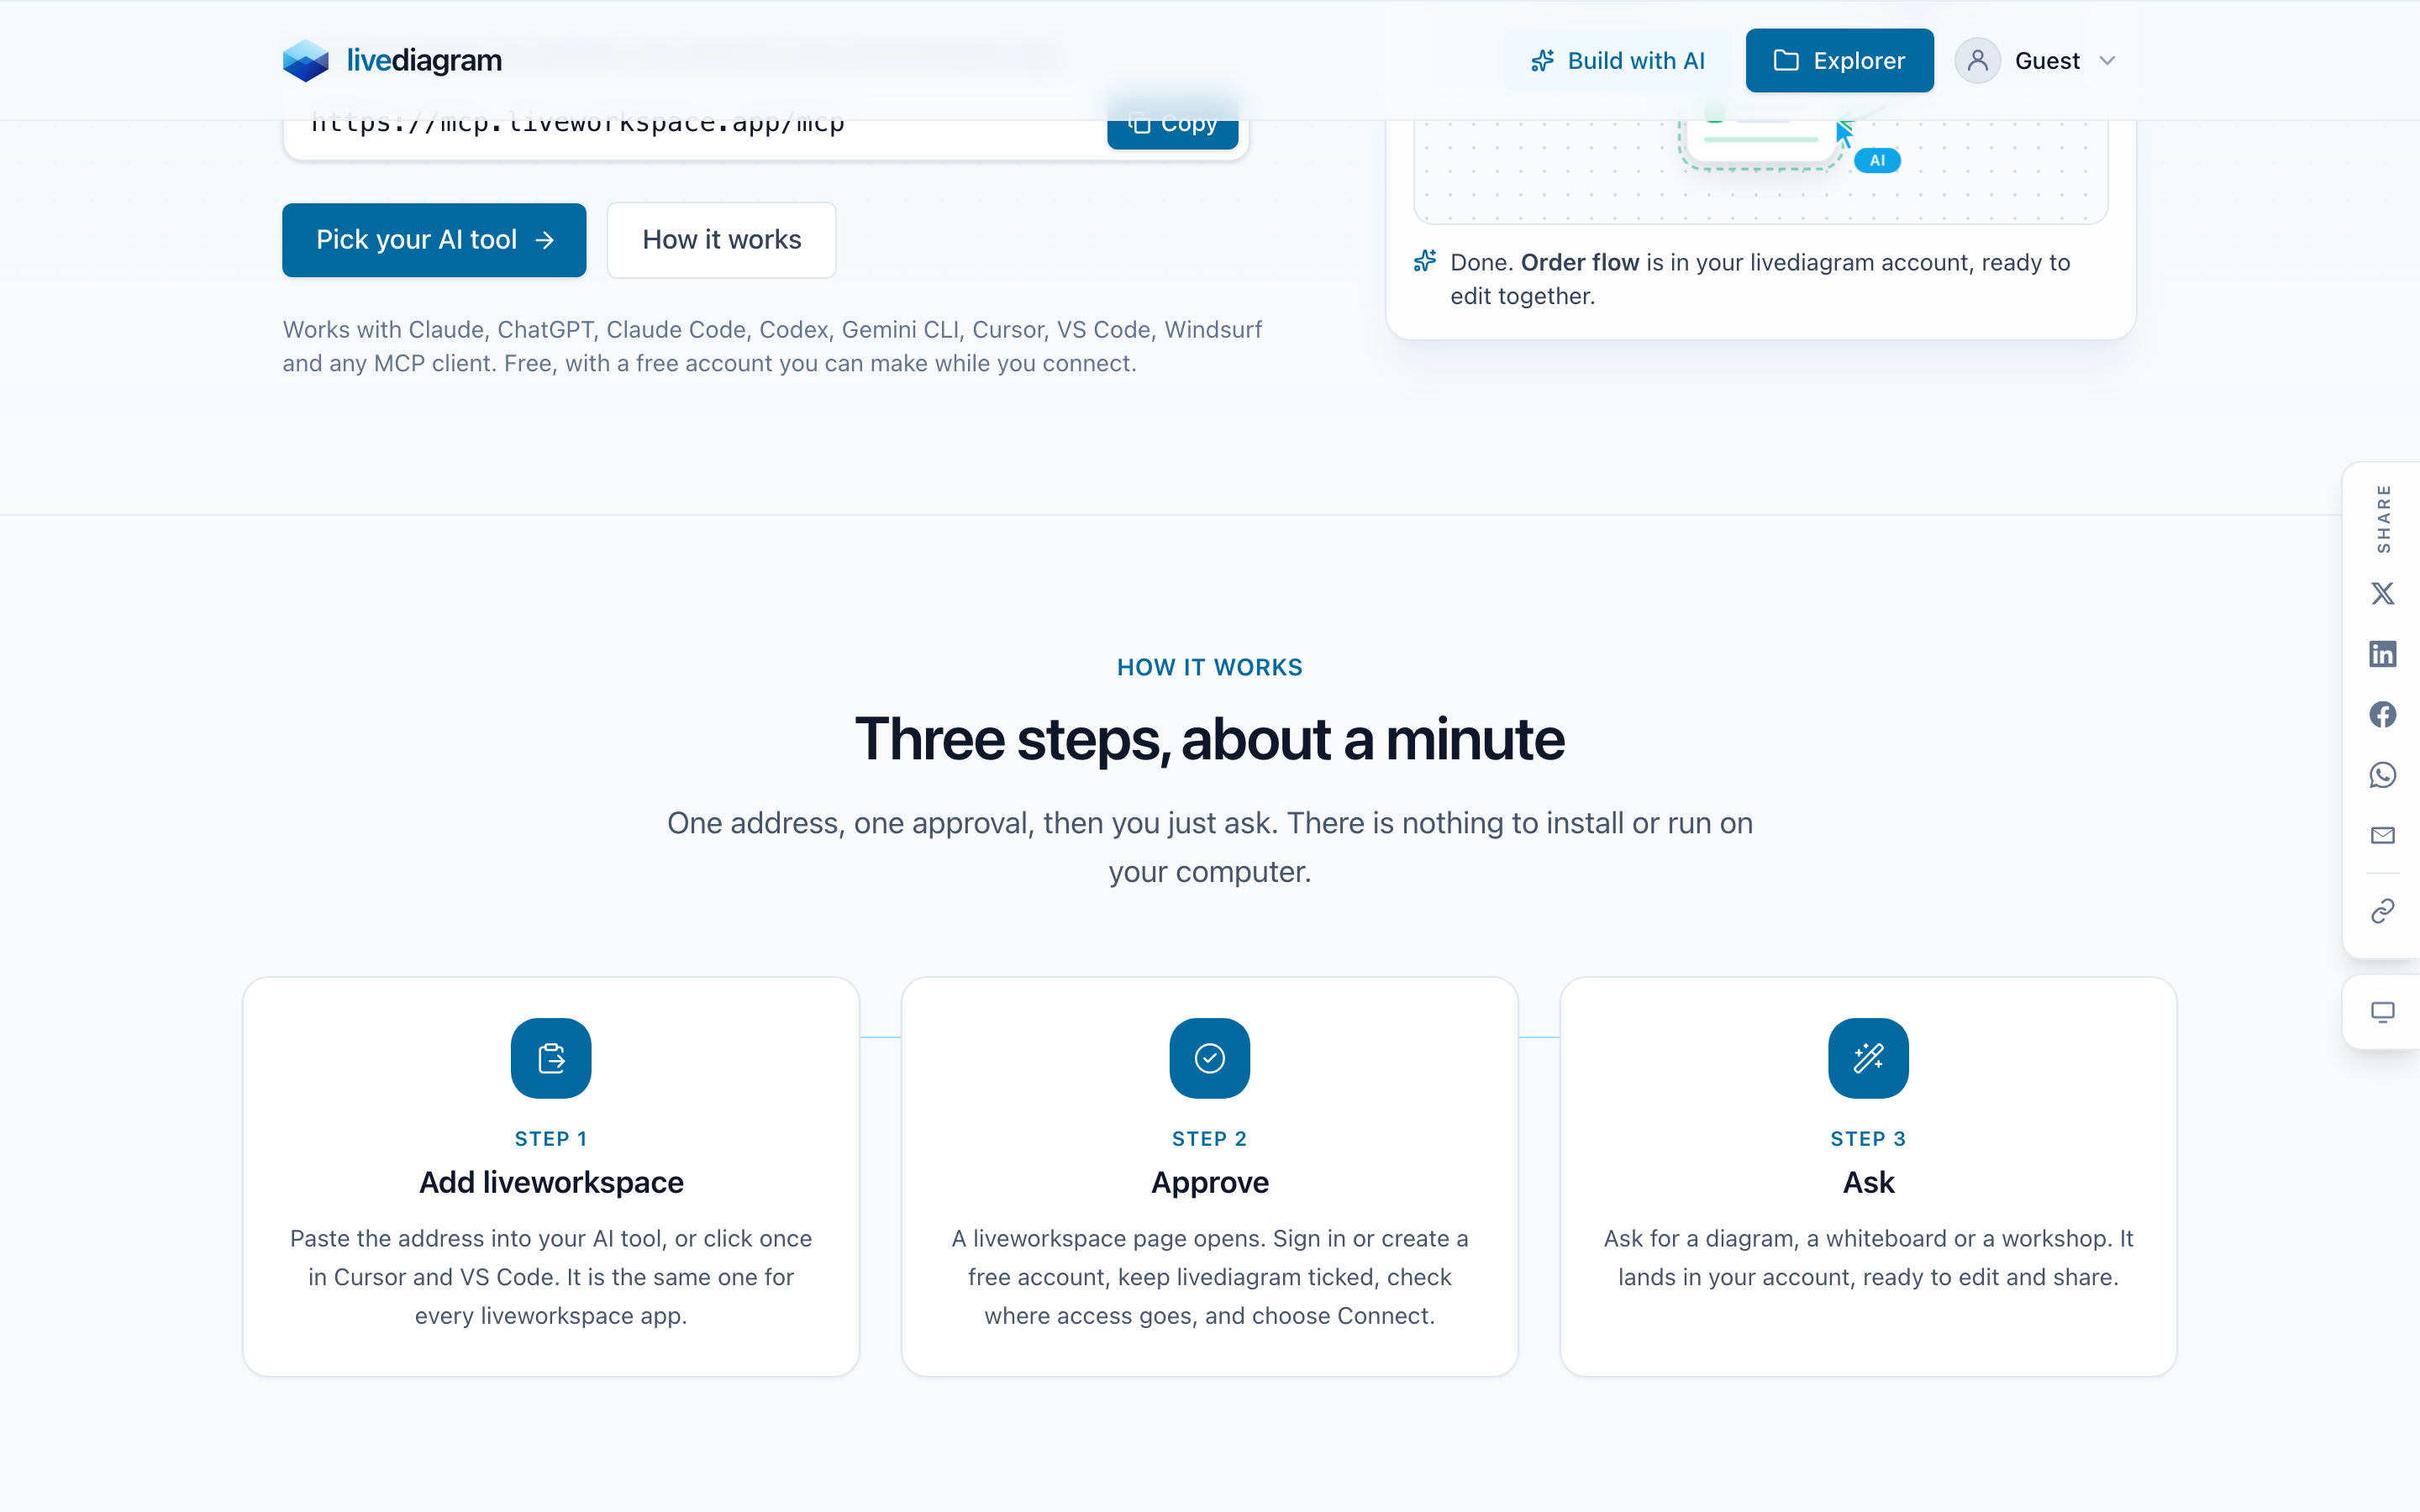 livediagram
Build with AI
Explorer
Guest
https://mcp.liveworkspace.app/mcp
Copy
AI
Pick your AI tool
How it works
Done. Order flow is in your livediagram account, ready to
edit together.
Works with Claude, ChatGPT, Claude Code, Codex, Gemini CLI, Cursor, VS Code, Windsurf
and any MCP client. Free, with a free account you can make while you connect.
SHARE
HOW IT WORKS
Three steps, about a minute
One address, one approval, then you just ask. There is nothing to install or run on
your computer.
STEP 1
Add liveworkspace
Paste the address into your AI tool, or click once
in Cursor and VS Code. It is the same one for
every liveworkspace app.
STEP 2
Approve
A liveworkspace page opens. Sign in or create a
free account, keep livediagram ticked, check
where access goes, and choose Connect.
STEP 3
Ask
Ask for a diagram, a whiteboard or a workshop. It
lands in your account, ready to edit and share.